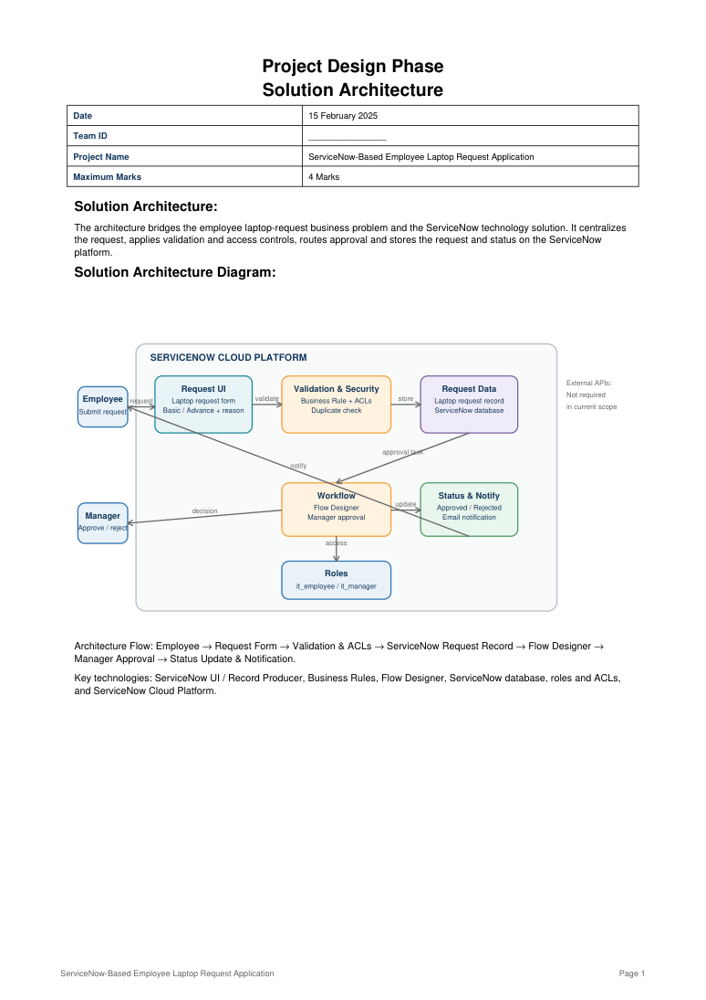 Project Design Phase
Solution Architecture
Date
15 February 2025
Team ID
________________
Project Name
ServiceNow-Based Employee Laptop Request Application
Maximum Marks
4 Marks
Solution Architecture:
The architecture bridges the employee laptop-request business problem and the ServiceNow technology solution. It centralizes
the request, applies validation and access controls, routes approval and stores the request and status on the ServiceNow
platform.
Solution Architecture Diagram:
SERVICENOW CLOUD PLATFORM
Employee
Submit request
request
Request UI
Laptop request form
Basic / Advance + reason
validate
Validation & Security
Business Rule + ACLs
Duplicate check
store
Request Data
Laptop request record
ServiceNow database
External APIs:
Not required
in current scope
approval task
notify
Manager
Approve / reject
decision
Workflow
Flow Designer
Manager approval
update
Status & Notify
Approved / Rejected
Email notification
access
Roles
it_employee / it_manager
Architecture Flow: Employee → Request Form → Validation & ACLs → ServiceNow Request Record → Flow Designer →
Manager Approval → Status Update & Notification.
Key technologies: ServiceNow UI / Record Producer, Business Rules, Flow Designer, ServiceNow database, roles and ACLs,
and ServiceNow Cloud Platform.
ServiceNow-Based Employee Laptop Request Application
Page 1